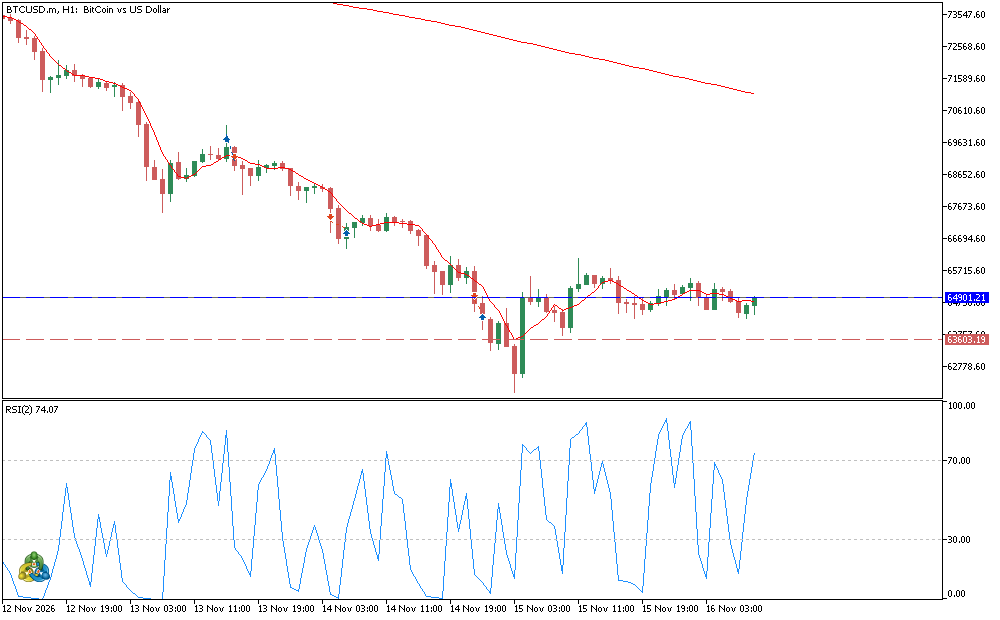 BTCUSD.m, H1: BitCoin vs US Dollar
73547.60
72568.60
71589.60
70610.60
69631.60
68652.60
67673.60
66694.60
65715.60
64901.21
63603.19
62778.60
RSI(2) 74.07
100.00
70.00
30.00
0.00
12 Nov 2026
12 Nov 19:00
13 Nov 03:00
13 Nov 11:00
13 Nov 19:00
14 Nov 03:00
14 Nov 11:00
14 Nov 19:00
15 Nov 03:00
15 Nov 11:00
15 Nov 19:00
16 Nov 03:00